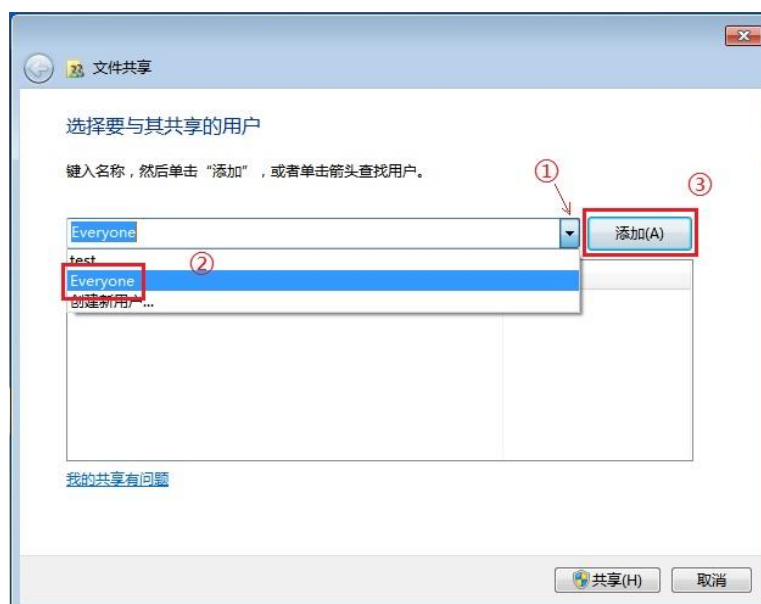 文件共享
选择要与其共享的用户
键入名称，然后单击“添加”，或者单击箭头查找用户。
①
③
Everyone
添加(A)
test
②
Everyone
创建新用户...
我的共享有问题
共享(H)
取消